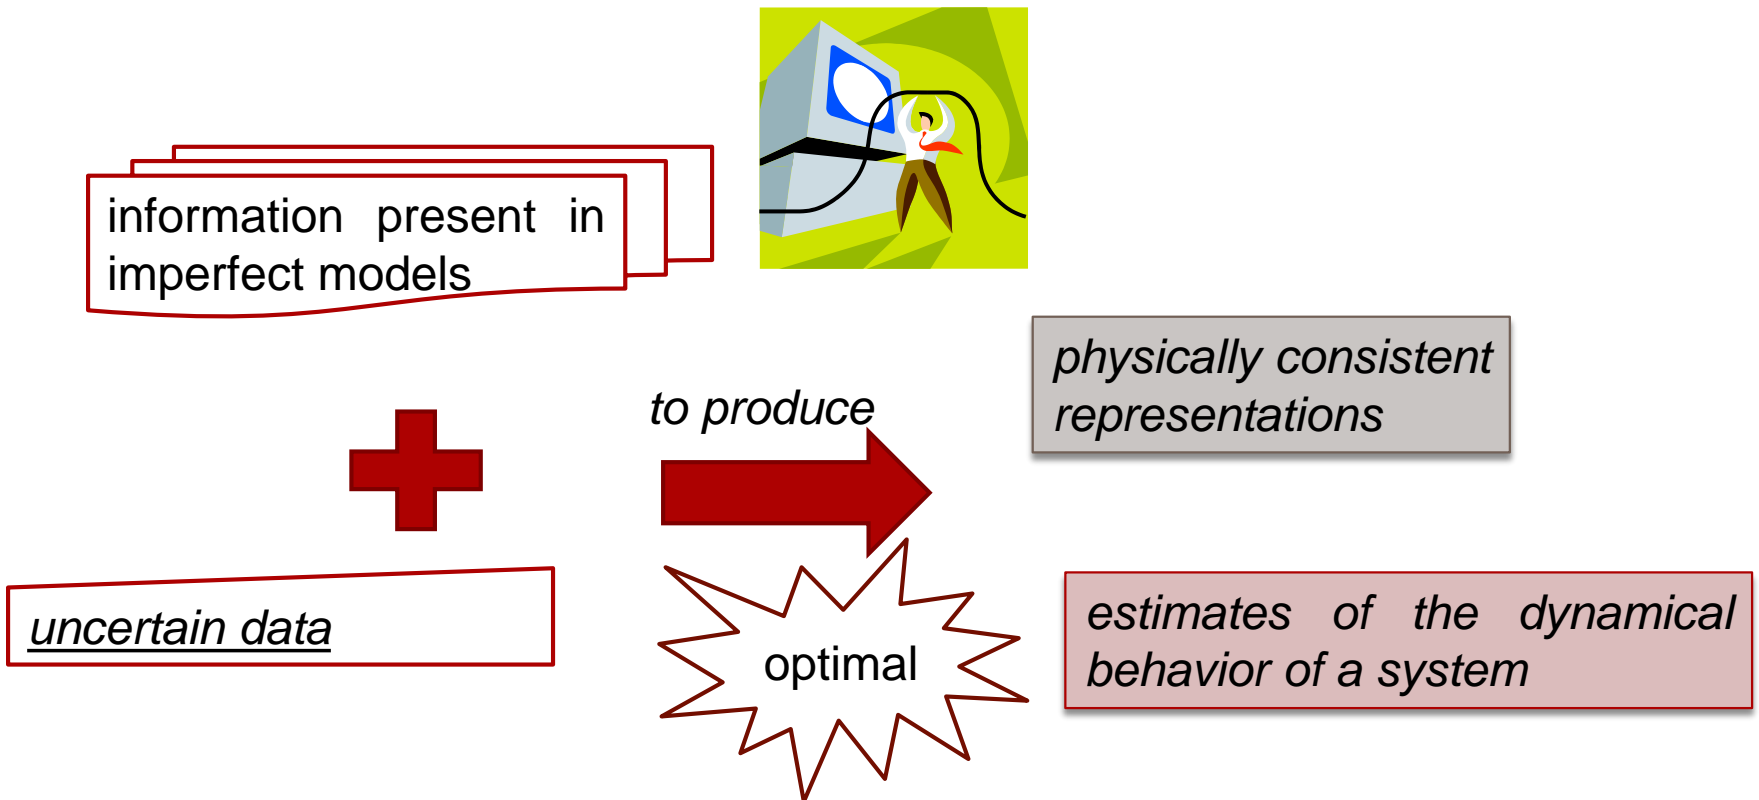 information present in
imperfect models
to produce
physically consistent
representations
uncertain data
optimal
estimates of the dynamical
behavior of a system